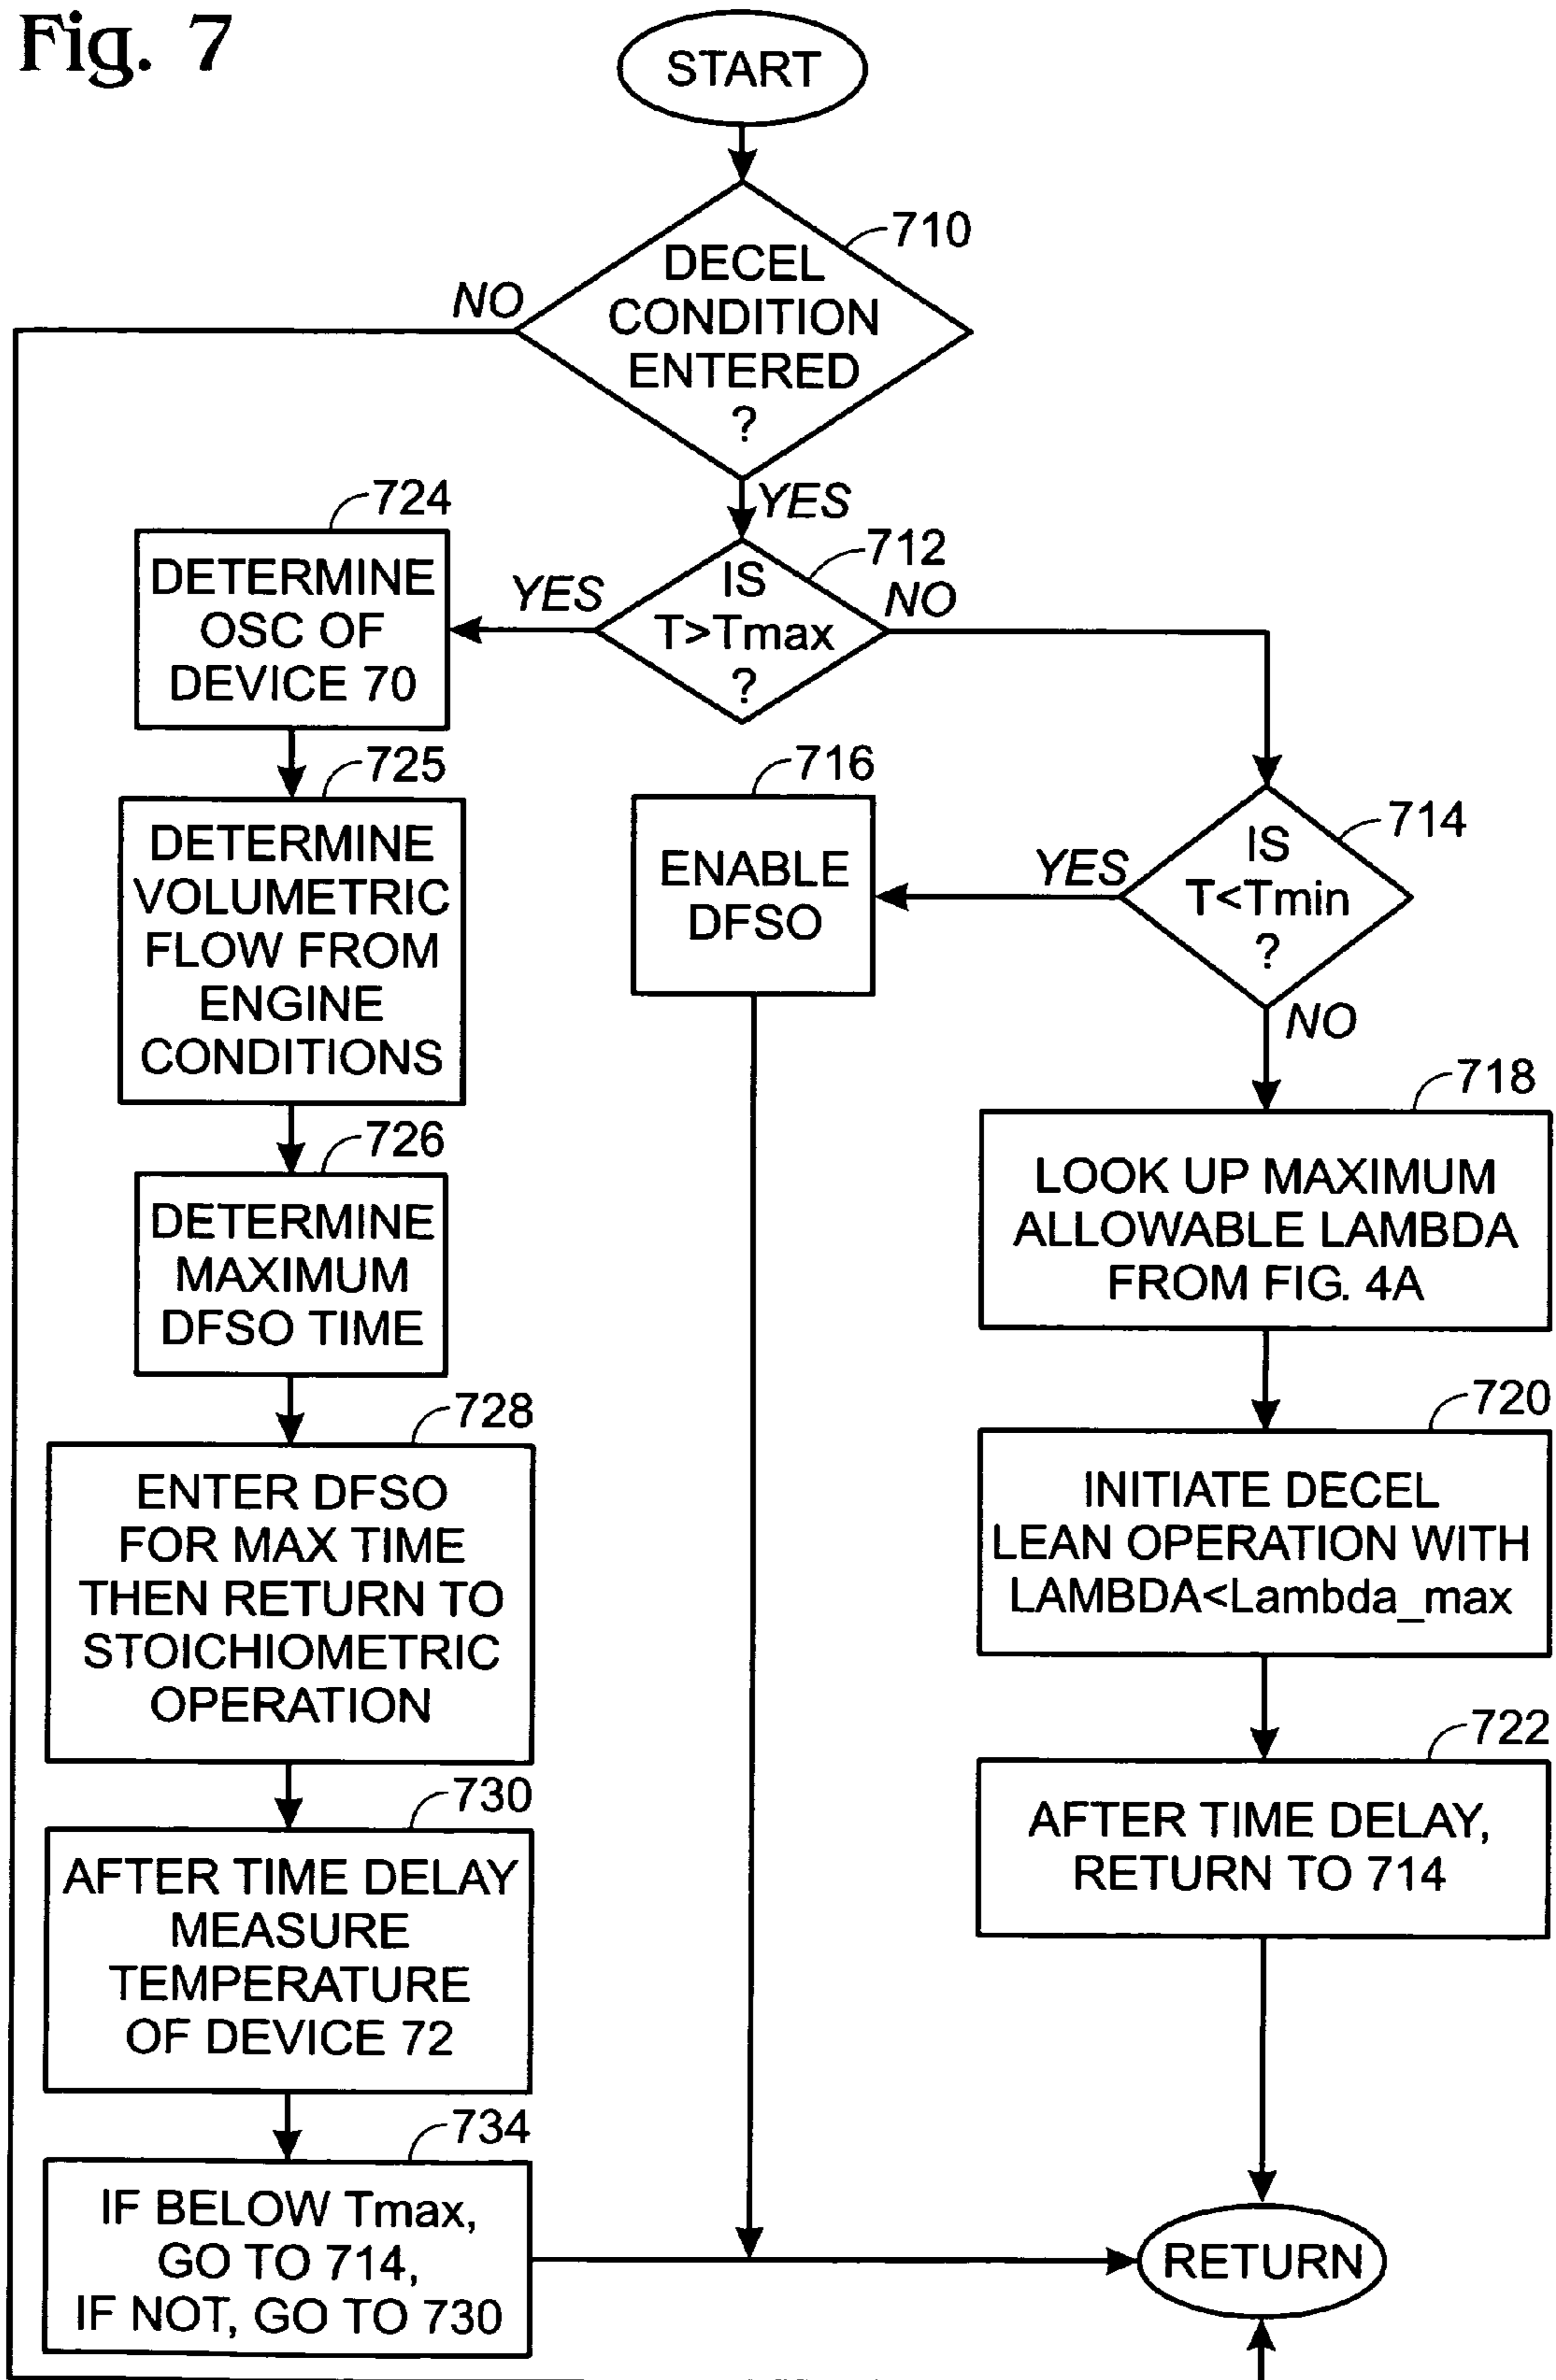 Fig. 7
START
710
DECEL
CONDITION
ENTERED
?
NO
YES
712
IS
T>Tmax
?
YES
NO
724
DETERMINE
OSC OF
DEVICE 70
725
DETERMINE
VOLUMETRIC
FLOW FROM
ENGINE
CONDITIONS
726
DETERMINE
MAXIMUM
DFSO TIME
728
ENTER DFSO
FOR MAX TIME
THEN RETURN TO
STOICHIOMETRIC
OPERATION
730
AFTER TIME DELAY
MEASURE
TEMPERATURE
OF DEVICE 72
734
IF BELOW Tmax,
GO TO 714,
IF NOT, GO TO 730
716
ENABLE
DFSO
714
IS
T<Tmin
?
YES
NO
718
LOOK UP MAXIMUM
ALLOWABLE LAMBDA
FROM FIG. 4A
720
INITIATE DECEL
LEAN OPERATION WITH
LAMBDA<Lambda_max
722
AFTER TIME DELAY,
RETURN TO 714
RETURN